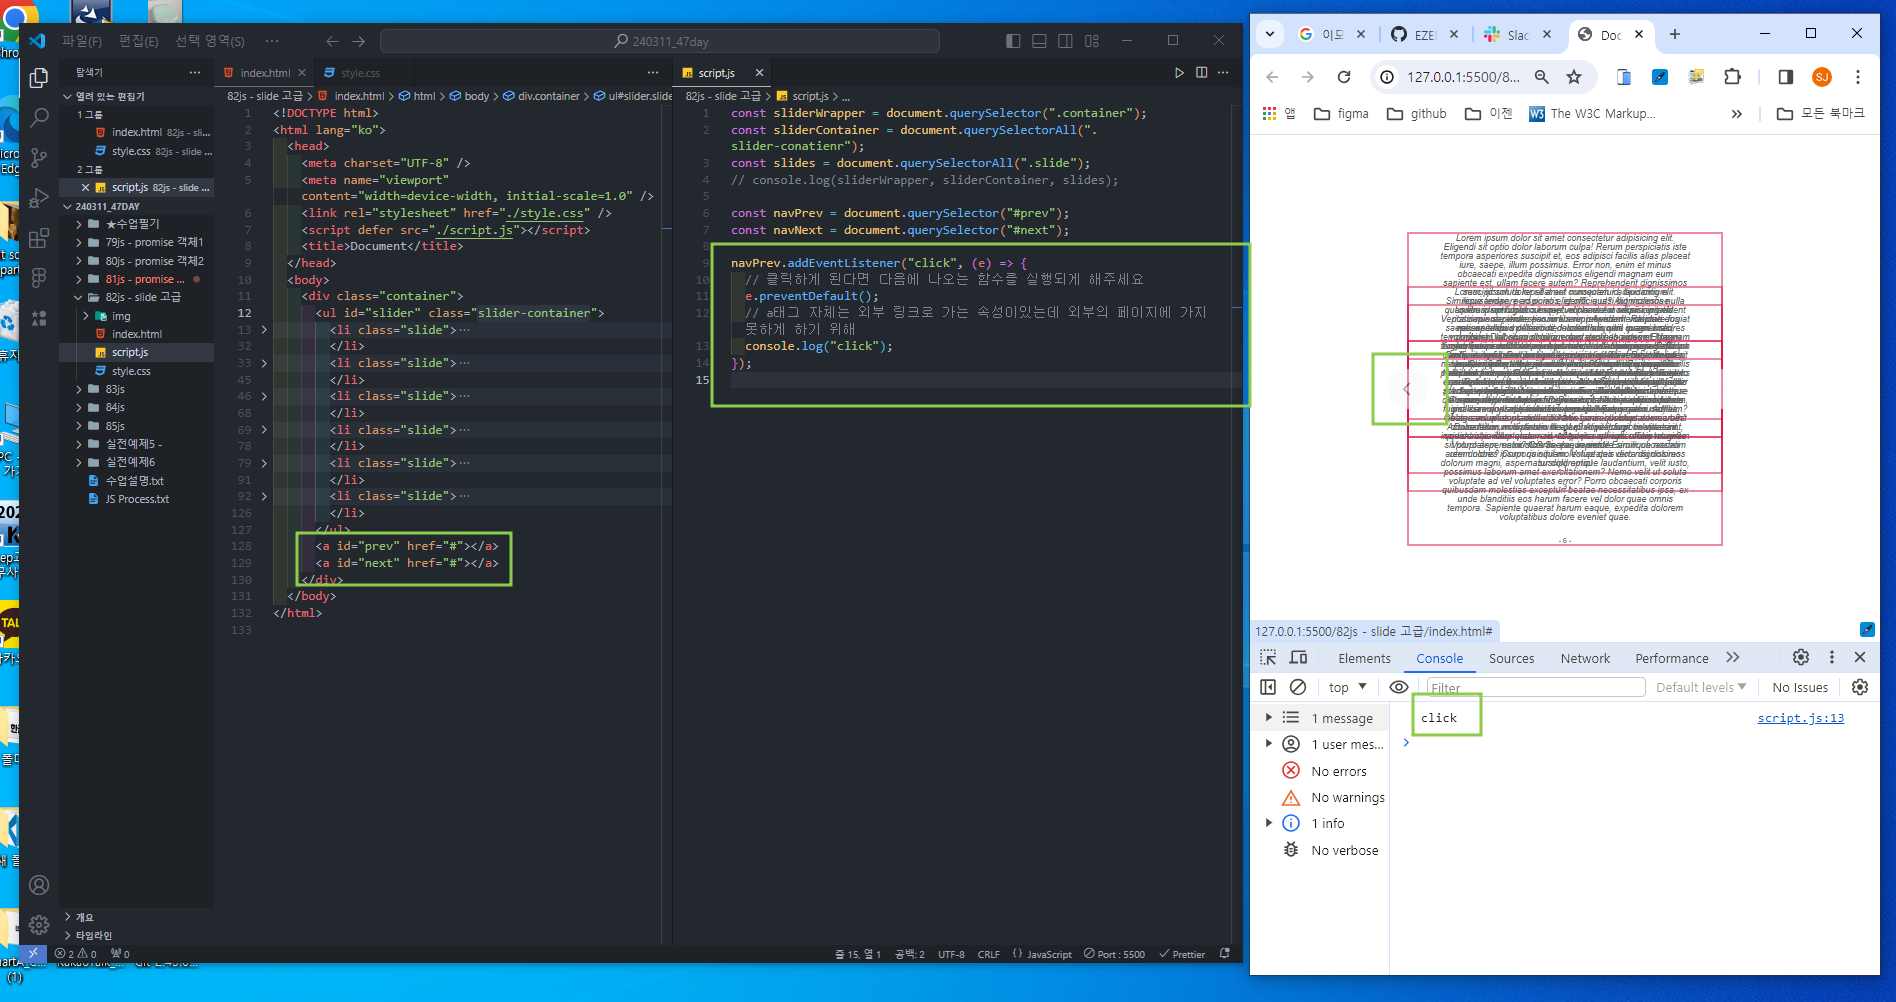 파일(F) 편집(E) 선택 영역(S) ··· 240311_47day
탐색기
열려 있는 편집기
1 그룹
index.html 82js - sli...
style.css 82js - slide ...
2 그룹
script.js 82js - slide ...
240311_47DAY
★수업필기
79js - promise 객체1
80js - promise 객체2
81js - promise ...
82js - slide 고급
img
index.html
script.js
style.css
83js
84js
85js
실전예제5 -
실전예제6
수업설명.txt
JS Process.txt
개요
타임라인
index.html style.css
82js - slide 고급 > index.html > html > body > div.container > ul#slider.slide
1 <!DOCTYPE html>
2 <html lang="ko">
3 <head>
4 <meta charset="UTF-8" />
5 <meta name="viewport"
content="width=device-width, initial-scale=1.0" />
6 <link rel="stylesheet" href="./style.css" />
7 <script defer src="./script.js"></script>
8 <title>Document</title>
9 </head>
10 <body>
11 <div class="container">
12 <ul id="slider" class="slider-container">
13 <li class="slide">···
32 </li>
33 <li class="slide">···
45 </li>
46 <li class="slide">···
68 </li>
69 <li class="slide">···
78 </li>
79 <li class="slide">···
91 </li>
92 <li class="slide">···
126 </li>
127 </ul>
128 <a id="prev" href="#"></a>
129 <a id="next" href="#"></a>
130 </div>
131 </body>
132 </html>
133
script.js
82js - slide 고급 > script.js > ...
1 const sliderWrapper = document.querySelector(".container");
2 const sliderContainer = document.querySelectorAll(".
slider-conatienr");
3 const slides = document.querySelectorAll(".slide");
4 // console.log(sliderWrapper, sliderContainer, slides);
5
6 const navPrev = document.querySelector("#prev");
7 const navNext = document.querySelector("#next");
8
9 navPrev.addEventListener("click", (e) => {
10 // 클릭하게 된다면 다음에 나오는 함수를 실행되게 해주세요
11 e.preventDefault();
12 // a태그 자체는 외부 링크로 가는 속성이있는데 외부의 페이지에 가지
못하게 하기 위해
13 console.log("click");
14 });
15
2 0 0 줄 15, 열 1 공백: 2 UTF-8 CRLF JavaScript Port : 5500 Prettier
이모 EZEI Slac Doc
127.0.0.1:5500/8... SJ
앱 figma github 이젠 The W3C Markup... » 모든 북마크
Lorem ipsum dolor sit amet consectetur adipisicing elit.
Eligendi sit optio dolor laborum culpa! Rerum perspiciatis iste
tempora asperiores suscipit et, eos adipisci facilis alias placeat
iure, saepe, illum possimus. Error non, enim et minus
obcaecati expedita dignissimos eligendi magnam eum
sapiente est, ullam facere autem? Reprehenderit dignissimos
dolorum magni, aspernatur
laudantium, velit iusto,
possimus laborum amet exercitationem? Nemo velit ut soluta
voluptate ad vel voluptates error? Porro obcaecati corporis
quibusdam molestias excepturi beatae necessitatibus ipsa, ex
unde blanditiis eos harum facere vel dolor quae omnis
tempora. Sapiente quaerat harum eaque, expedita dolorem
voluptatibus dolore eveniet quae.
- 6 -
127.0.0.1:5500/82js - slide 고급/index.html#
Elements Console Sources Network Performance
top Filter Default levels No Issues
1 message
1 user mes...
No errors
No warnings
1 info
No verbose
click script.js:13